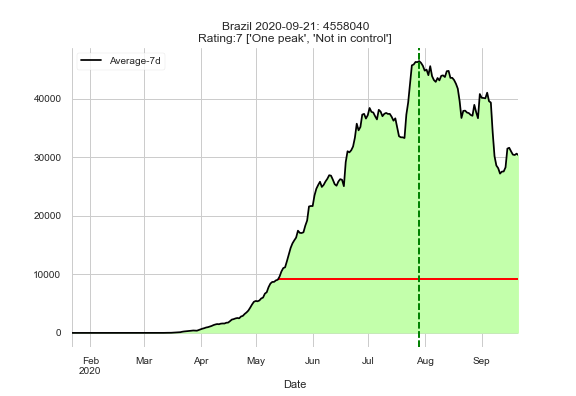 Brazil 2020-09-21: 4558040
Rating:7 ['One peak', 'Not in control']
Average-7d
40000
30000
20000
10000
0
Feb Mar Apr May Jun Jul Aug Sep
2020
Date